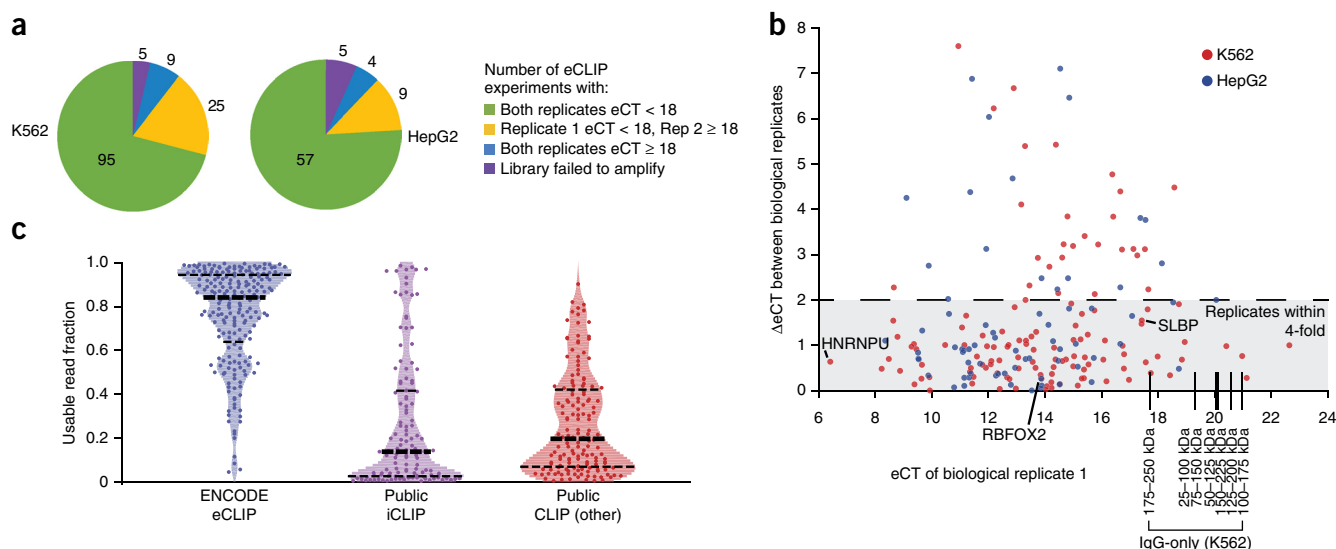 a
K562
5
9
25
95
5
4
9
57
HepG2
Number of eCLIP
experiments with:
Both replicates eCT < 18
Replicate 1 eCT < 18, Rep 2 ≥ 18
Both replicates eCT ≥ 18
Library failed to amplify
b
ΔeCT between biological replicates
8
7
6
5
4
3
2
1
0
K562
HepG2
Replicates within
4-fold
HNRNPU
SLBP
RBFOX2
6
8
10
12
14
16
18
20
22
24
eCT of biological replicate 1
175–250 kDa
25–100 kDa
75–150 kDa
50–125 kDa
150–225 kDa
125–200 kDa
100–175 kDa
IgG-only (K562)
c
Usable read fraction
1.0
0.8
0.6
0.4
0.2
0
ENCODE
eCLIP
Public
iCLIP
Public
CLIP (other)